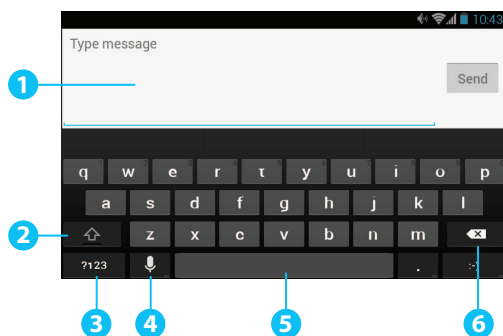 10:43
Type message
1
Send
q w e r t y u i o p
a s d f g h j k l
2
z x c v b n m
?123
.
:-)
3 4 5 6